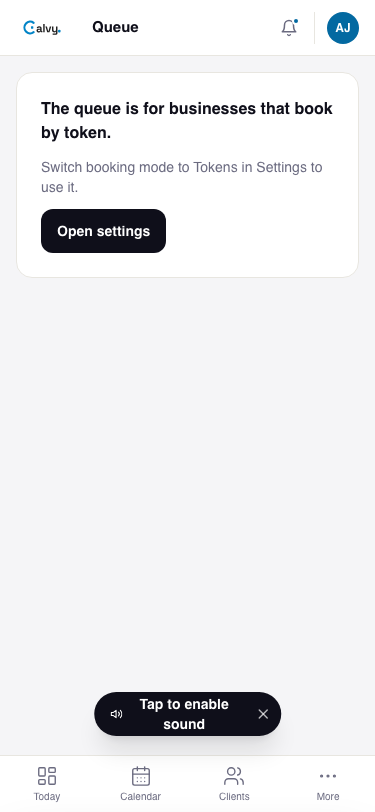 Calvy.
Queue
AJ
The queue is for businesses that book
by token.
Switch booking mode to Tokens in Settings to
use it.
Open settings
Tap to enable
sound
Today
Calendar
Clients
More